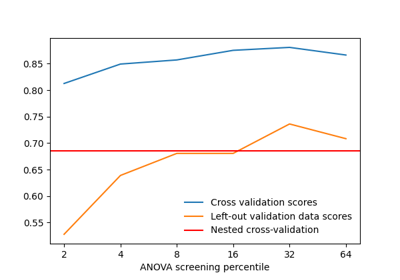 0.85
0.80
0.75
0.70
0.65
0.60
0.55
Cross validation scores
Left-out validation data scores
Nested cross-validation
2 4 8 16 32 64
ANOVA screening percentile